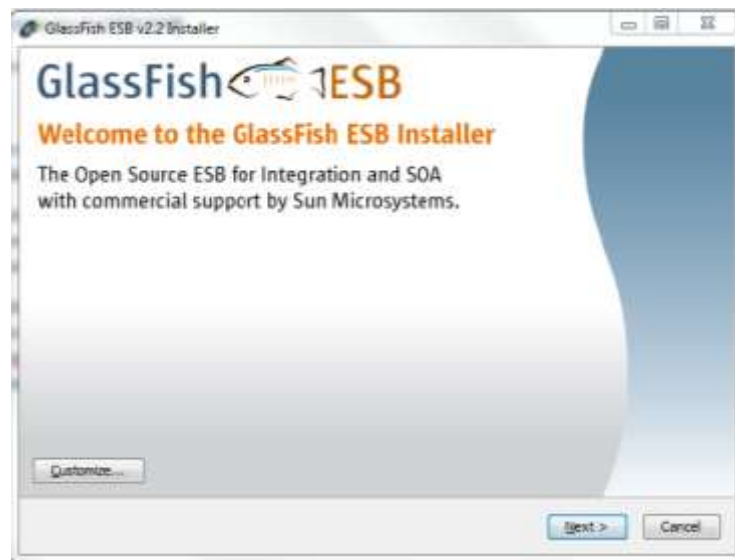 GlassFish ESB v2.2 Installer
GlassFish ESB
Welcome to the GlassFish ESB Installer
The Open Source ESB for Integration and SOA
with commercial support by Sun Microsystems.
Customize...
Next > Cancel